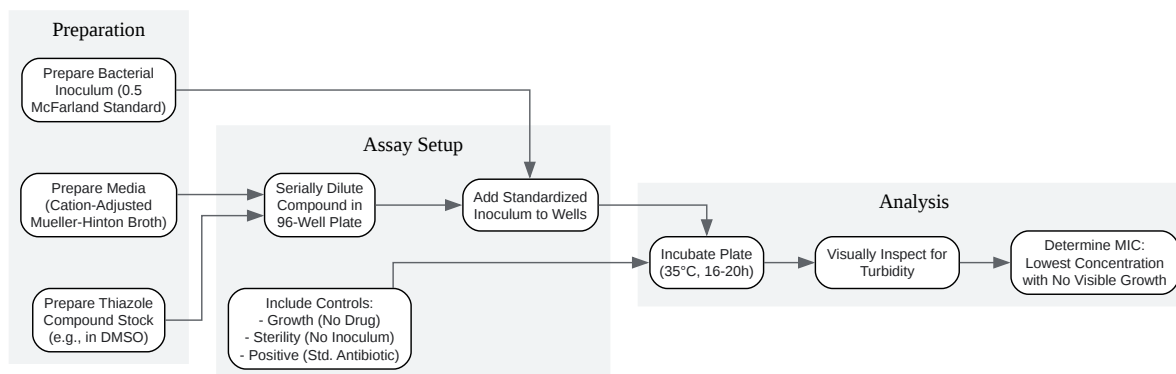 Preparation
Prepare Bacterial
Inoculum (0.5
McFarland Standard)
Prepare Media
(Cation-Adjusted
Mueller-Hinton Broth)
Prepare Thiazole
Compound Stock
(e.g., in DMSO)
Assay Setup
Serially Dilute
Compound in
96-Well Plate
Add Standardized
Inoculum to Wells
Include Controls:
- Growth (No Drug)
- Sterility (No Inoculum)
- Positive (Std. Antibiotic)
Analysis
Incubate Plate
(35°C, 16-20h)
Visually Inspect for
Turbidity
Determine MIC:
Lowest Concentration
with No Visible Growth